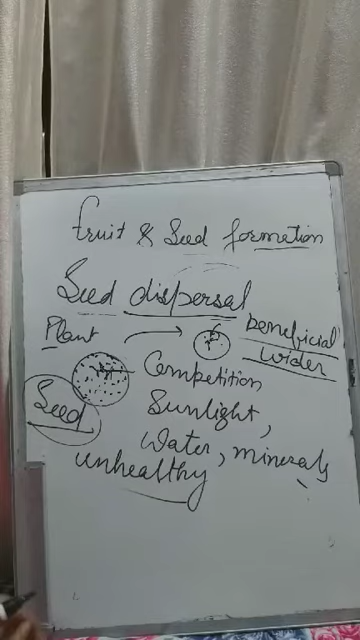 Fruit & Seed formation
Seed dispersal
Plant
beneficial
wider
Competition
Seed
Sunlight,
Water, minerals
unhealthy